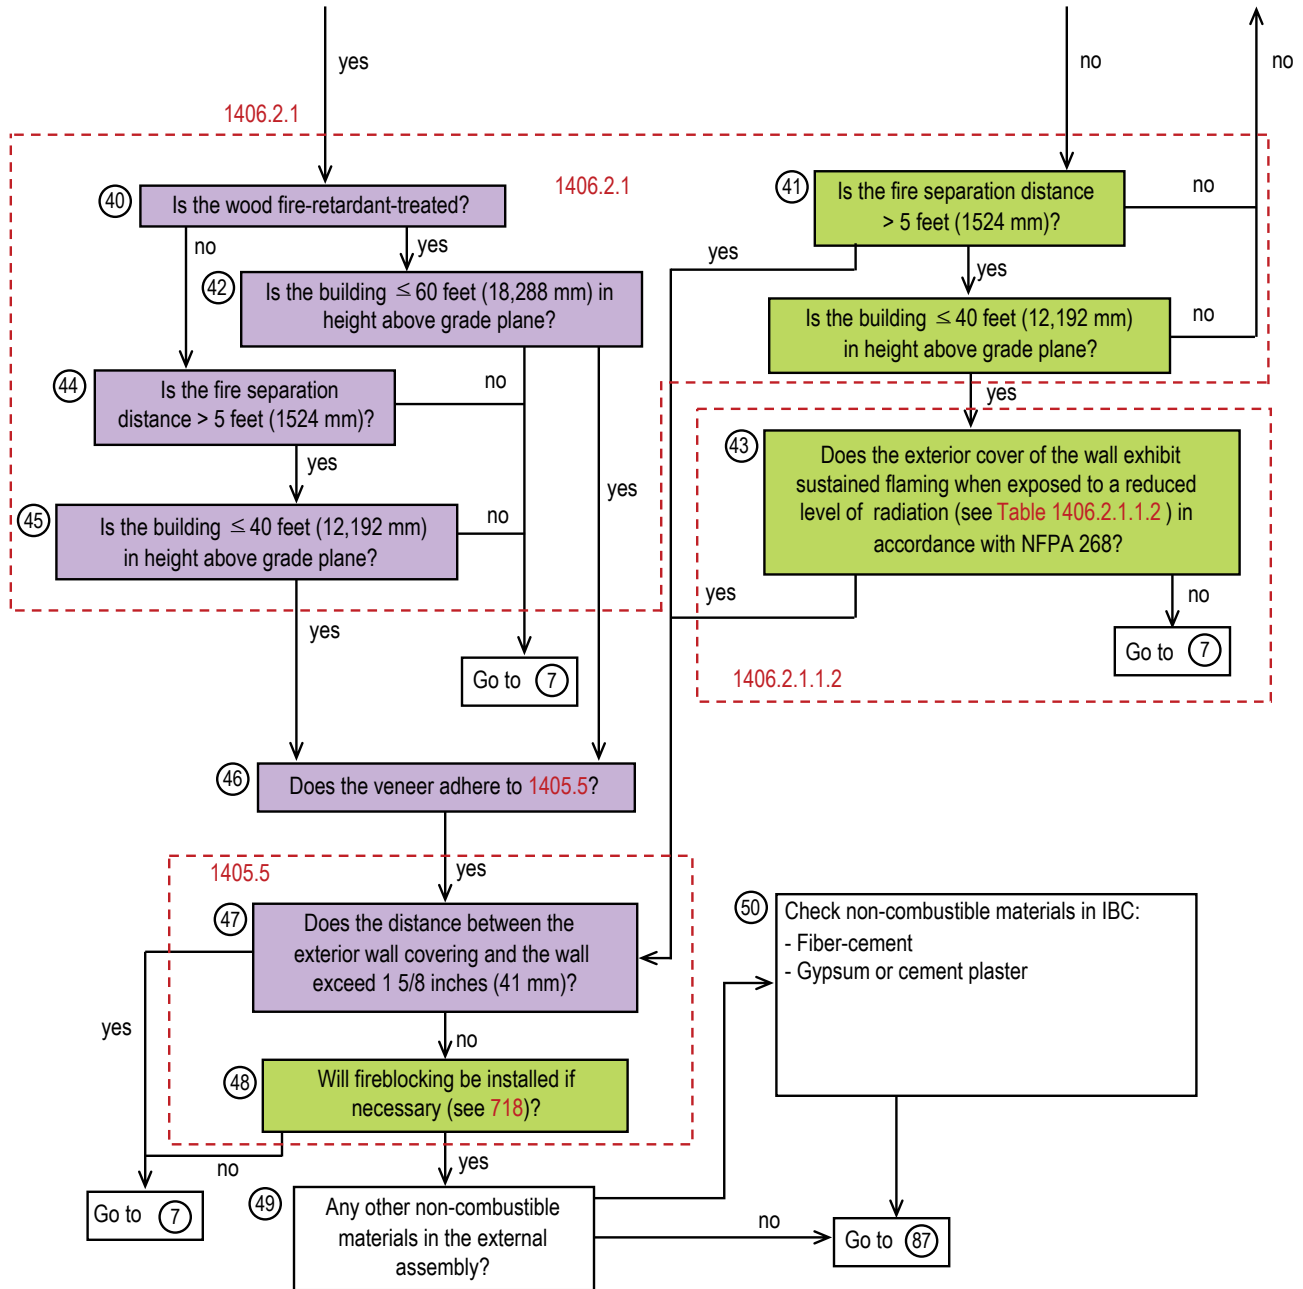 yes
no
no
1406.2.1
1406.2.1
40
Is the wood fire-retardant-treated?
41
Is the fire separation distance
> 5 feet (1524 mm)?
no
no
yes
yes
yes
42
Is the building ≤ 60 feet (18,288 mm) in
height above grade plane?
Is the building ≤ 40 feet (12,192 mm)
in height above grade plane?
no
44
Is the fire separation
distance > 5 feet (1524 mm)?
no
yes
yes
43
Does the exterior cover of the wall exhibit
sustained flaming when exposed to a reduced
level of radiation (see Table 1406.2.1.1.2 ) in
accordance with NFPA 268?
yes
45
Is the building ≤ 40 feet (12,192 mm)
in height above grade plane?
no
yes
no
yes
Go to 7
Go to 7
1406.2.1.1.2
46
Does the veneer adhere to 1405.5?
yes
1405.5
47
Does the distance between the
exterior wall covering and the wall
exceed 1 5/8 inches (41 mm)?
50
Check non-combustible materials in IBC:
- Fiber-cement
- Gypsum or cement plaster
yes
no
48
Will fireblocking be installed if
necessary (see 718)?
no
yes
Go to 7
49
Any other non-combustible
materials in the external
assembly?
no
Go to 87